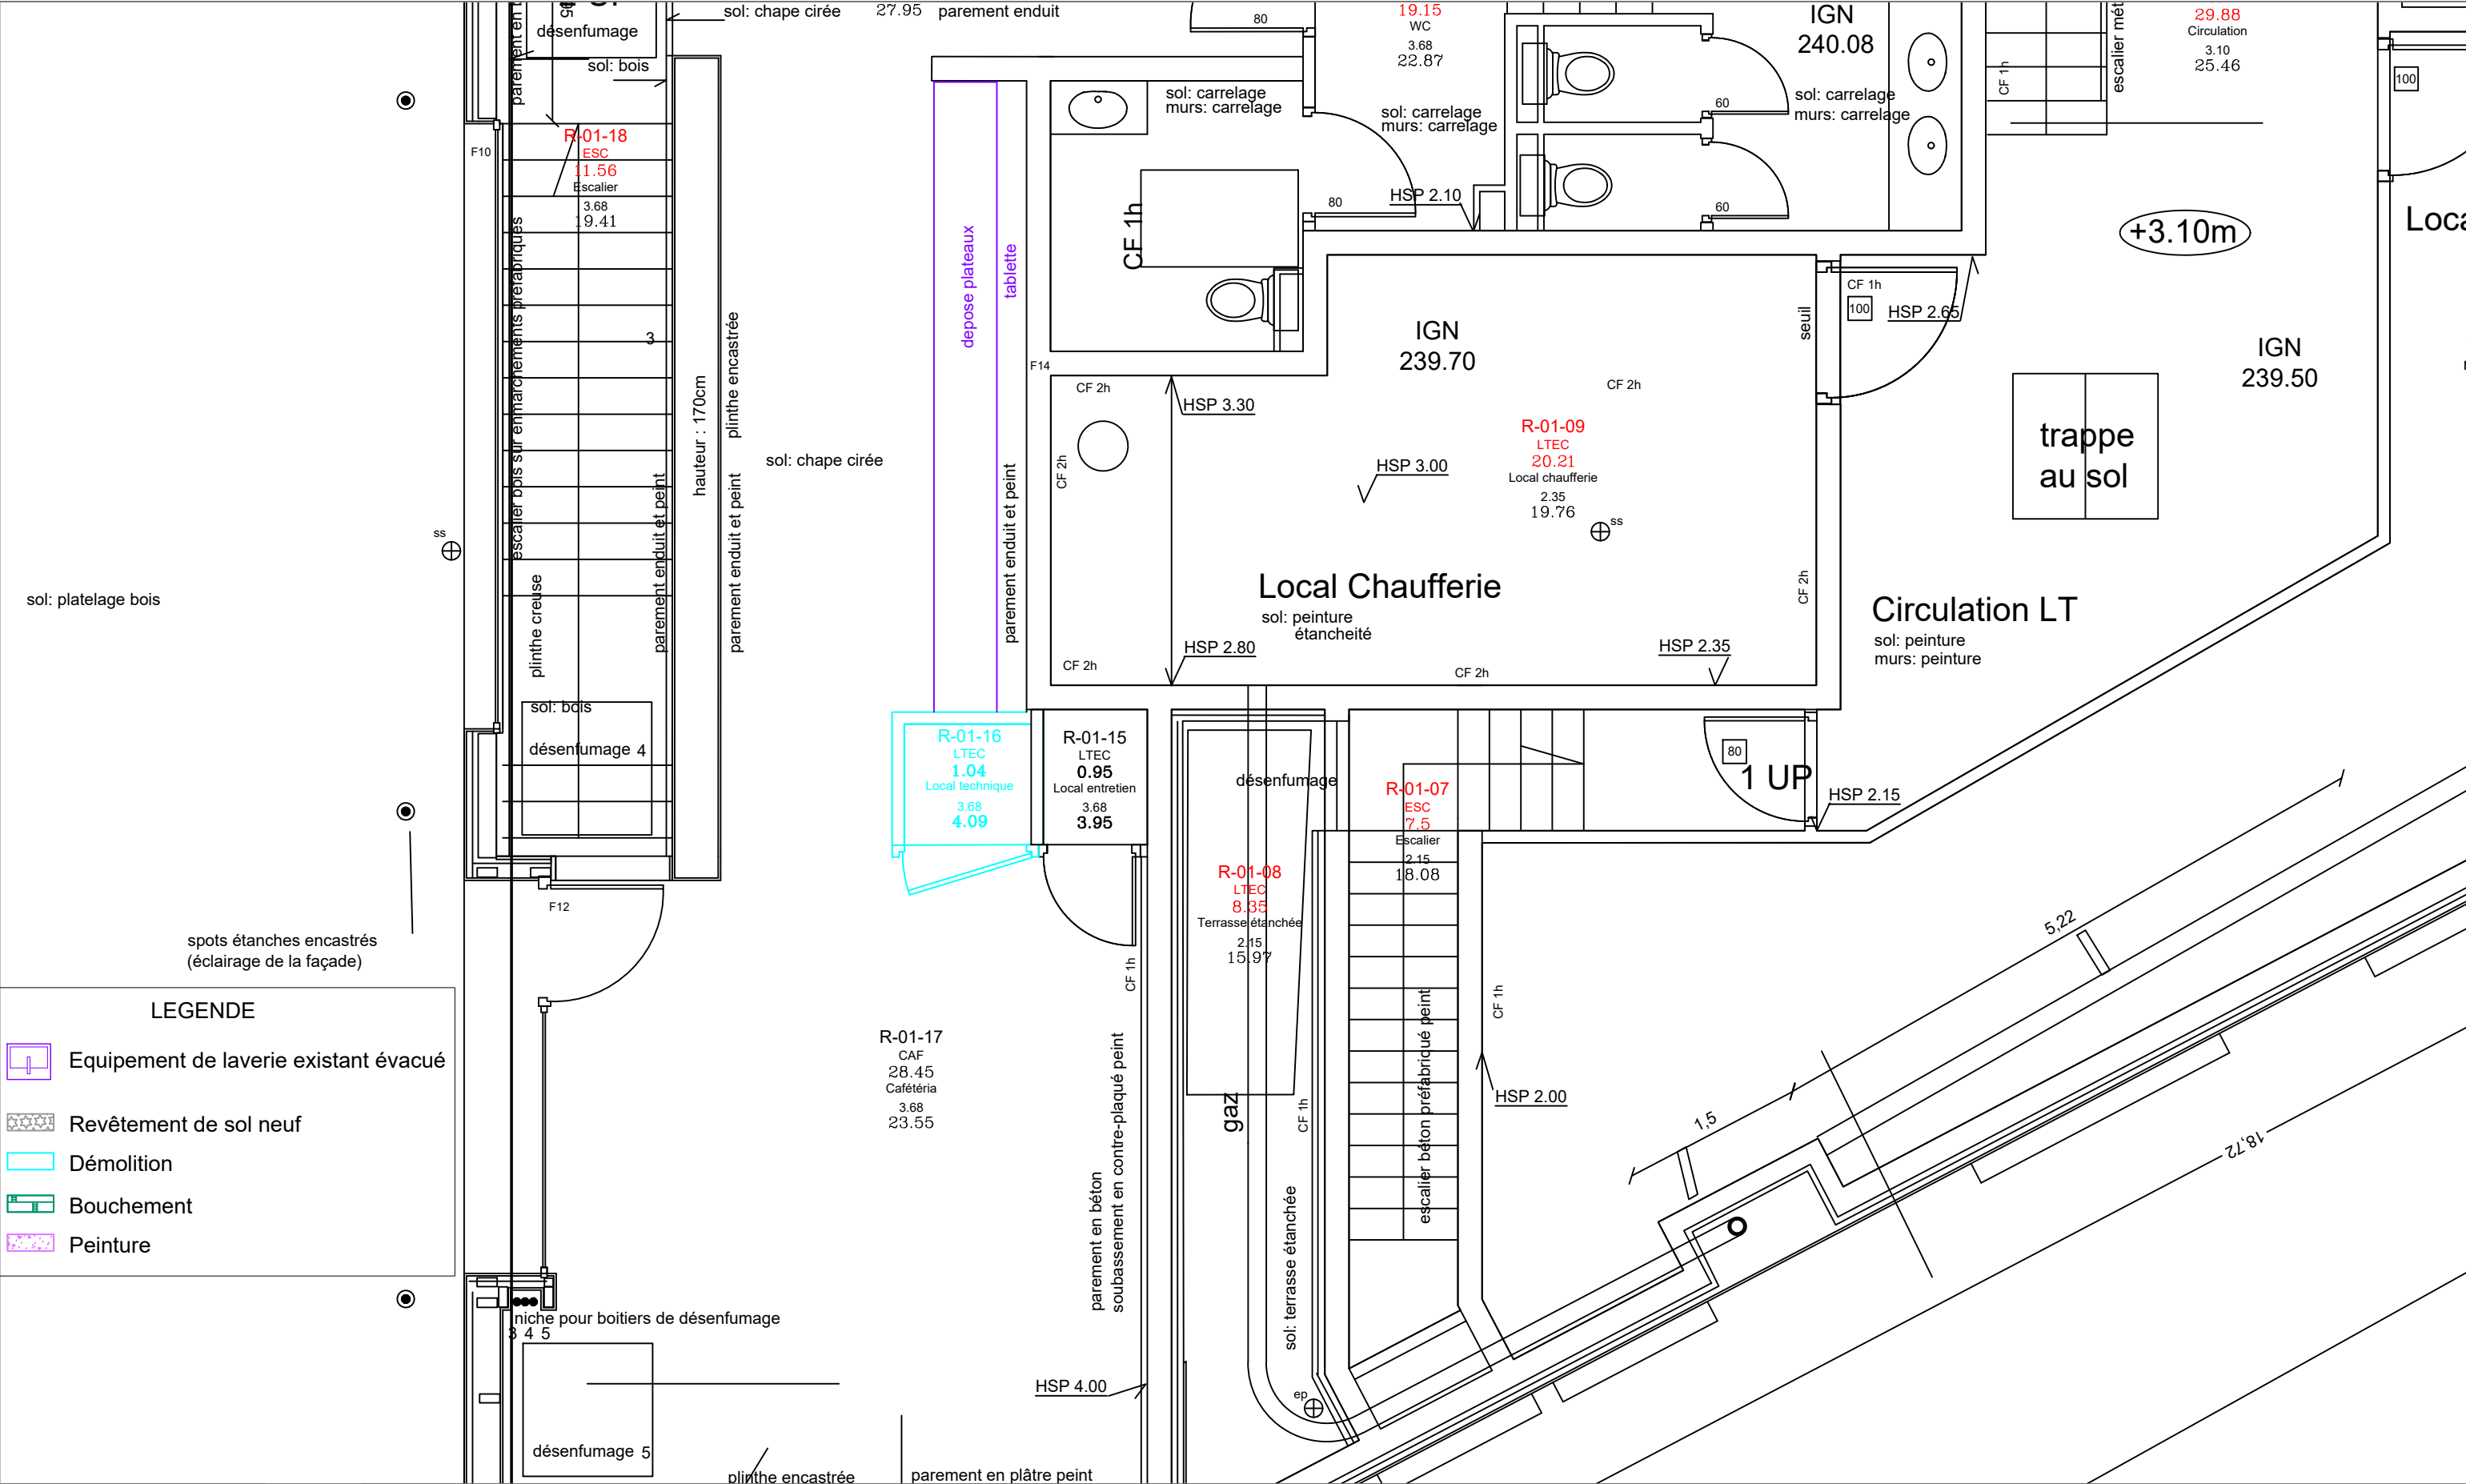 sol: chape cirée
27.95
parement enduit
80
19.15
WC
3.68
22.87
IGN
240.08
29.88
Circulation
3.10
25.46
désenfumage
sol: bois
100
CF 1h
sol: carrelage
murs: carrelage
sol: carrelage
murs: carrelage
60
sol: carrelage
murs: carrelage
F10
R-01-18
ESC
11.56
Escalier
3.68
19.41
80
HSP 2.10
60
CF 1h
+3.10m
depose plateaux
tablette
CF 1h
100
HSP 2.65
seuil
IGN
239.70
IGN
239.50
escalier bois sur enmarchements préfabriqués
3
plinthe encastrée
hauteur : 170cm
F14
CF 2h
CF 2h
HSP 3.30
R-01-09
LTEC
20.21
Local chaufferie
2.35
19.76
trappe
au sol
sol: chape cirée
CF 2h
HSP 3.00
ss
ss
parement enduit et peint
parement enduit et peint
parement enduit et peint
plinthe creuse
sol: platelage bois
Local Chaufferie
sol: peinture
étancheité
CF 2h
Circulation LT
sol: peinture
murs: peinture
HSP 2.80
HSP 2.35
CF 2h
CF 2h
sol: bois
désenfumage 4
R-01-16
LTEC
1.04
Local technique
3.68
4.09
R-01-15
LTEC
0.95
Local entretien
3.68
3.95
désenfumage
R-01-07
ESC
7.5
Escalier
2.15
18.08
80
1 UP
HSP 2.15
R-01-08
LTEC
8.35
Terrasse étanchée
2.15
15.97
F12
5,22
spots étanches encastrés
(éclairage de la façade)
CF 1h
CF 1h
LEGENDE
Equipement de laverie existant évacué
Revêtement de sol neuf
Démolition
Bouchement
Peinture
R-01-17
CAF
28.45
Cafétéria
3.68
23.55
parement en béton
soubassement en contre-plaqué peint
gaz
CF 1h
escalier béton préfabriqué peint
HSP 2.00
1,5
18,72
sol: terrasse étanchée
niche pour boitiers de désenfumage
3 4 5
HSP 4.00
ep
désenfumage 5
plinthe encastrée
parement en plâtre peint